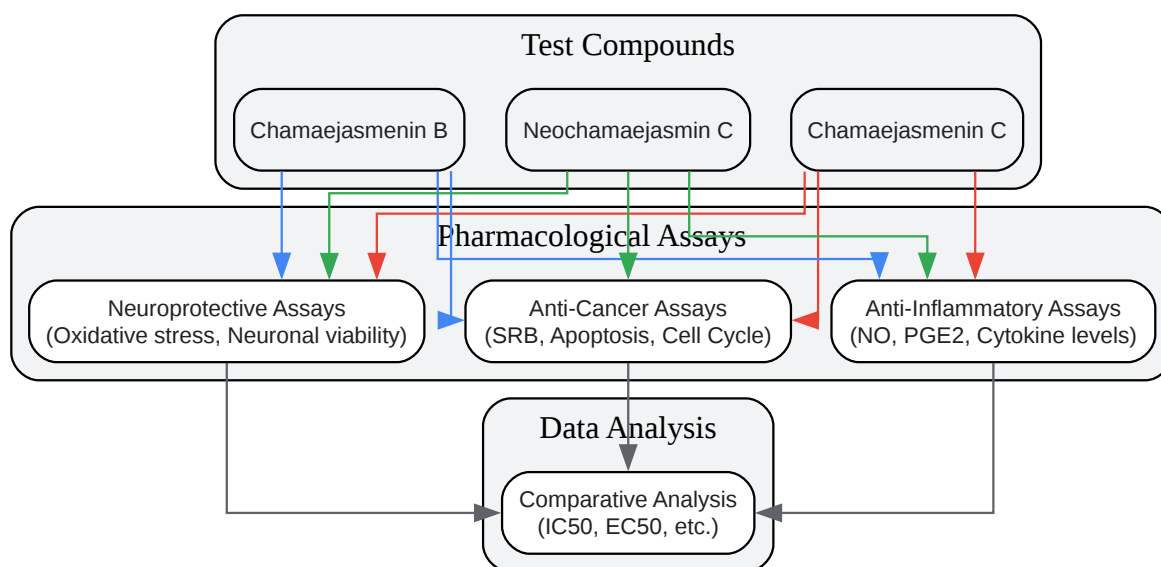 Test Compounds
Chamaejasmenin B
Neochamaejasmin C
Chamaejasmenin C
Pharmacological Assays
Neuroprotective Assays
(Oxidative stress, Neuronal viability)
Anti-Cancer Assays
(SRB, Apoptosis, Cell Cycle)
Anti-Inflammatory Assays
(NO, PGE2, Cytokine levels)
Data Analysis
Comparative Analysis
(IC50, EC50, etc.)